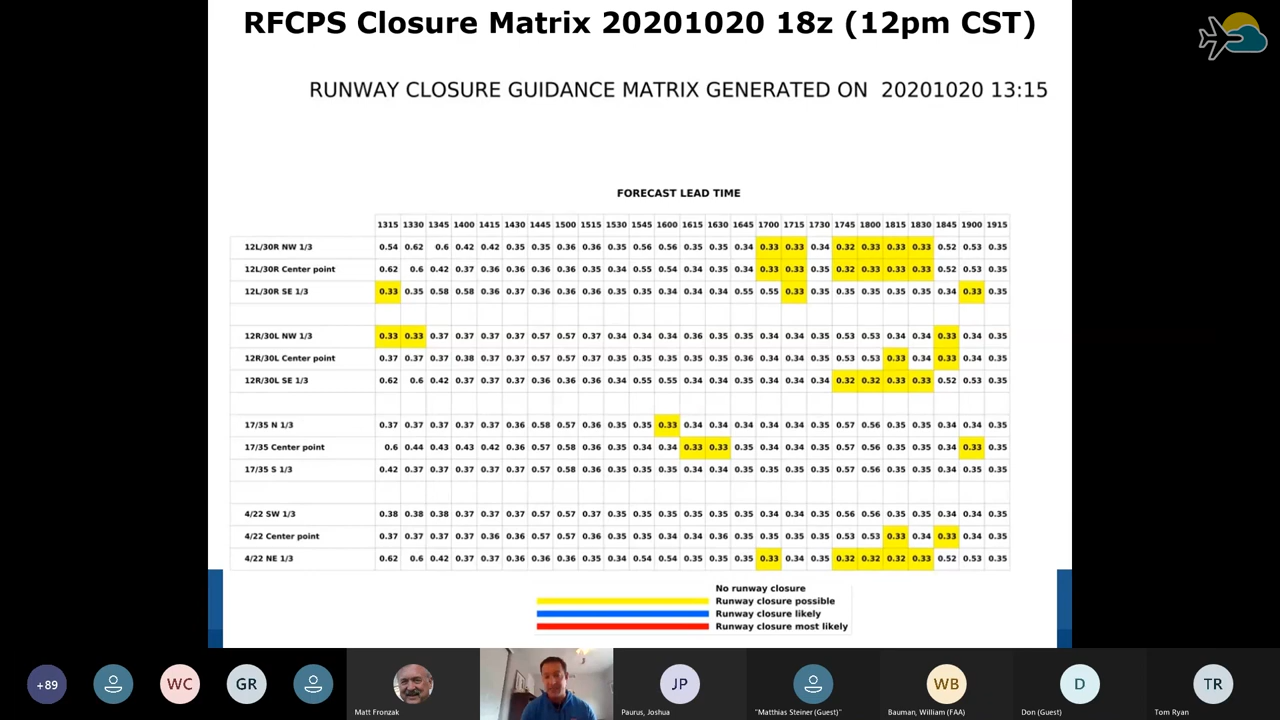 RFCPS Closure Matrix 20201020 18z (12pm CST)
RUNWAY CLOSURE GUIDANCE MATRIX GENERATED ON 20201020 13:15
FORECAST LEAD TIME
1315 1330 1345 1400 1415 1430 1445 1500 1515 1530 1545 1600 1615 1630 1645 1700 1715 1730 1745 1800 1815 1830 1845 1900 1915
12L/30R NW 1/3 0.54 0.62 0.6 0.42 0.42 0.35 0.35 0.36 0.36 0.35 0.56 0.56 0.35 0.35 0.34 0.33 0.33 0.34 0.32 0.33 0.33 0.33 0.52 0.53 0.35
12L/30R Center point 0.62 0.6 0.42 0.37 0.36 0.36 0.36 0.36 0.35 0.34 0.55 0.54 0.34 0.35 0.34 0.33 0.33 0.35 0.32 0.33 0.33 0.33 0.52 0.53 0.35
12L/30R SE 1/3 0.33 0.35 0.58 0.58 0.36 0.37 0.36 0.36 0.36 0.34 0.35 0.34 0.34 0.34 0.55 0.55 0.33 0.35 0.35 0.35 0.35 0.35 0.34 0.33 0.35
12R/30L NW 1/3 0.33 0.33 0.37 0.37 0.37 0.37 0.57 0.57 0.37 0.34 0.34 0.34 0.36 0.35 0.35 0.34 0.34 0.35 0.53 0.53 0.34 0.34 0.33 0.34 0.35
12R/30L Center point 0.37 0.37 0.37 0.38 0.37 0.37 0.57 0.57 0.37 0.35 0.35 0.35 0.35 0.35 0.36 0.34 0.34 0.35 0.53 0.53 0.33 0.34 0.33 0.34 0.35
12R/30L SE 1/3 0.62 0.6 0.42 0.37 0.37 0.37 0.36 0.36 0.36 0.34 0.55 0.55 0.34 0.34 0.35 0.34 0.34 0.34 0.32 0.32 0.33 0.33 0.52 0.53 0.35
17/35 N 1/3 0.37 0.37 0.37 0.37 0.37 0.36 0.58 0.57 0.36 0.35 0.35 0.33 0.34 0.34 0.34 0.34 0.34 0.35 0.57 0.56 0.35 0.35 0.34 0.34 0.35
17/35 Center point 0.6 0.44 0.43 0.43 0.42 0.36 0.57 0.58 0.36 0.35 0.34 0.34 0.33 0.33 0.35 0.34 0.34 0.35 0.57 0.56 0.35 0.35 0.34 0.33 0.35
17/35 S 1/3 0.42 0.37 0.37 0.37 0.37 0.37 0.57 0.58 0.36 0.35 0.35 0.35 0.34 0.34 0.35 0.35 0.35 0.35 0.57 0.56 0.35 0.35 0.34 0.35 0.35
4/22 SW 1/3 0.38 0.38 0.38 0.37 0.37 0.37 0.57 0.57 0.37 0.35 0.35 0.35 0.35 0.35 0.35 0.34 0.34 0.35 0.56 0.56 0.35 0.35 0.34 0.34 0.35
4/22 Center point 0.37 0.37 0.37 0.37 0.36 0.36 0.57 0.57 0.36 0.35 0.35 0.34 0.34 0.36 0.35 0.35 0.35 0.35 0.53 0.53 0.33 0.34 0.33 0.34 0.35
4/22 NE 1/3 0.62 0.6 0.42 0.37 0.37 0.36 0.36 0.36 0.35 0.34 0.54 0.54 0.35 0.35 0.35 0.33 0.34 0.35 0.32 0.32 0.32 0.33 0.52 0.53 0.35
No runway closure
Runway closure possible
Runway closure likely
Runway closure most likely
+89 WC GR JP WB D TR
Matt Fronzak Paurus, Joshua "Matthias Steiner (Guest)" Bauman, William (FAA) Don (Guest) Tom Ryan